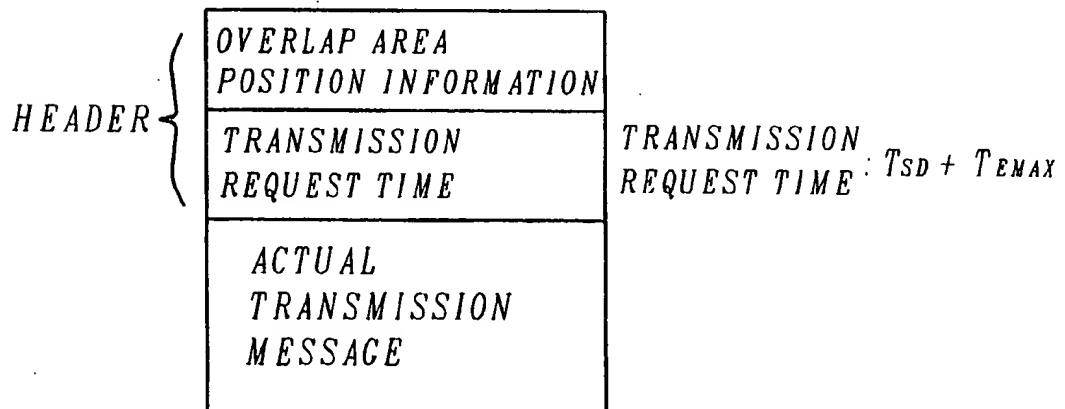 OVERLAP AREA
POSITION INFORMATION
HEADER
TRANSMISSION
REQUEST TIME
TRANSMISSION
REQUEST TIME : TSD + TEMAX
ACTUAL
TRANSMISSION
MESSAGE